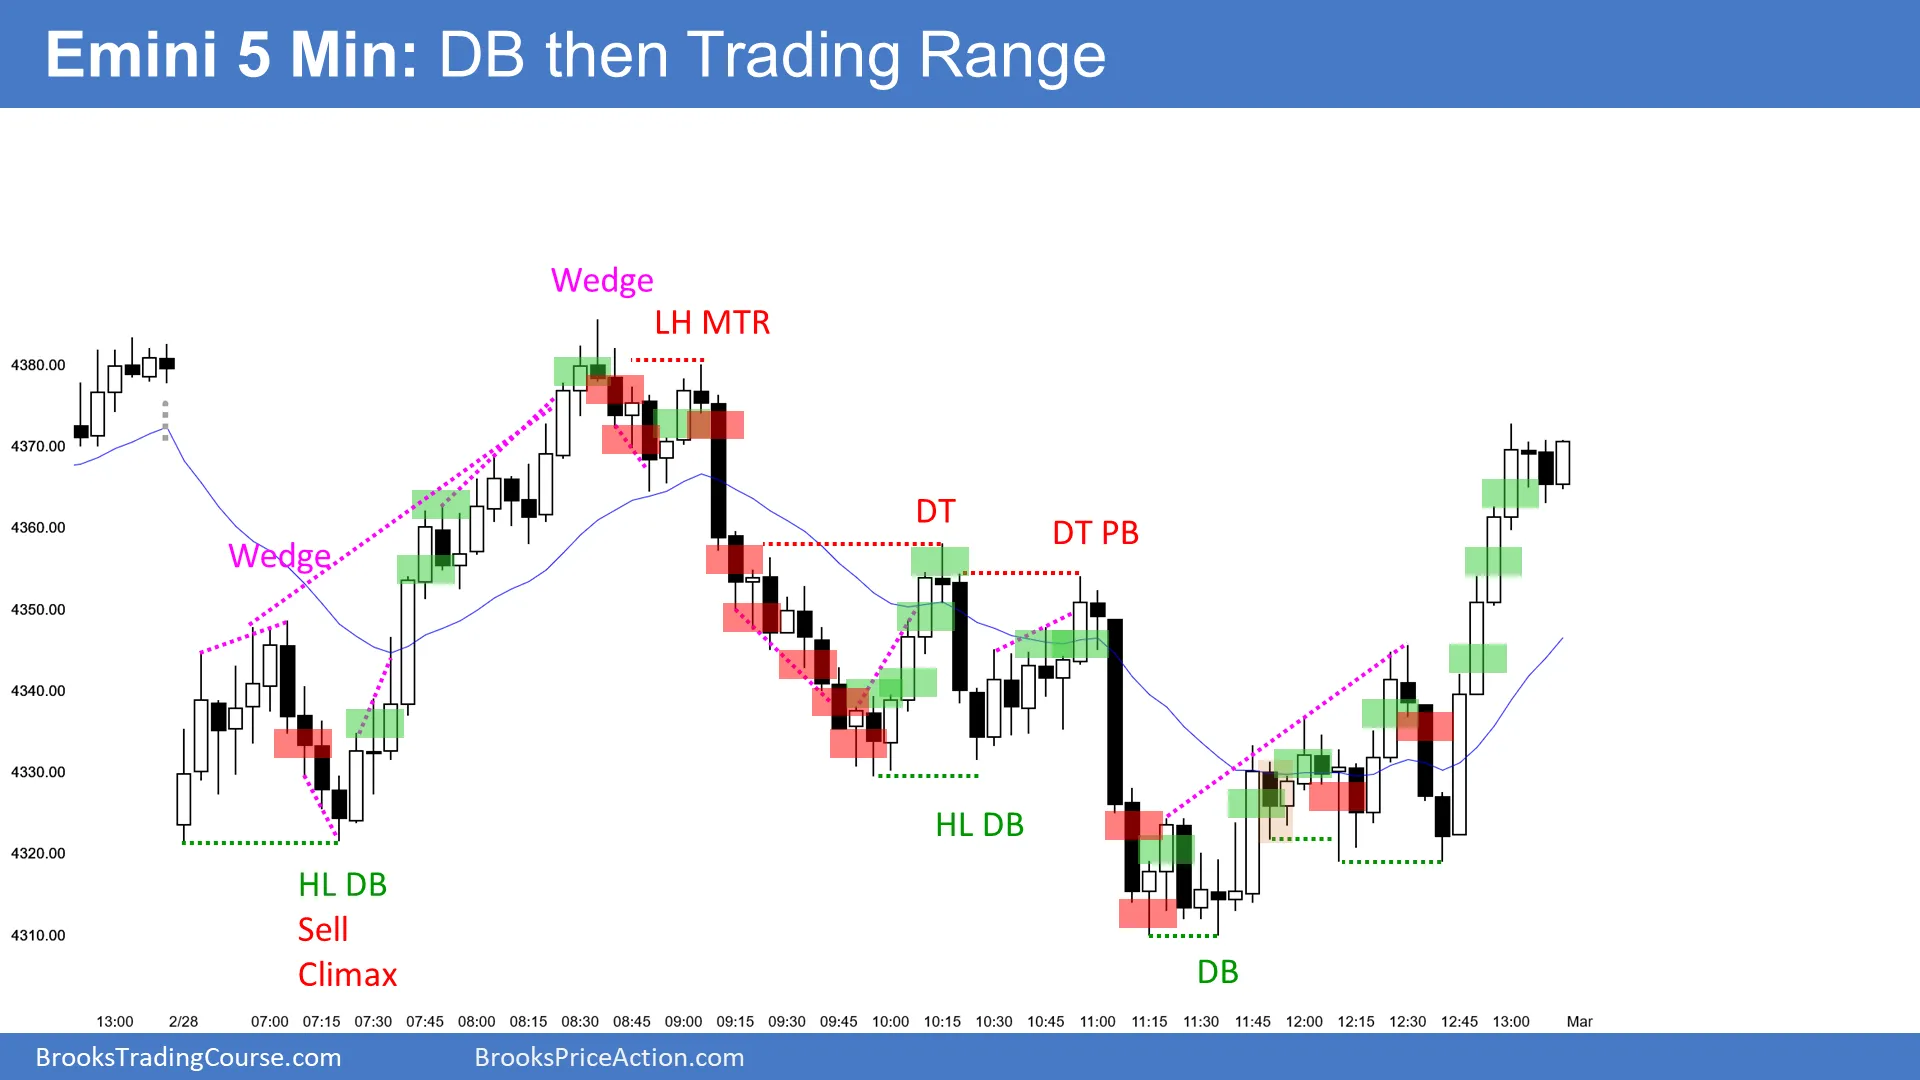 Emini 5 Min: DB then Trading Range
Wedge
LH MTR
4380.00
4370.00
4360.00
DT
DT PB
Wedge
4350.00
4340.00
4330.00
4320.00
HL DB
HL DB
Sell
Climax
4310.00
DB
13:00 2/28 07:00 07:15 07:30 07:45 08:00 08:15 08:30 08:45 09:00 09:15 09:30 09:45 10:00 10:15 10:30 10:45 11:00 11:15 11:30 11:45 12:00 12:15 12:30 12:45 13:00 Mar
BrooksTradingCourse.com BrooksPriceAction.com